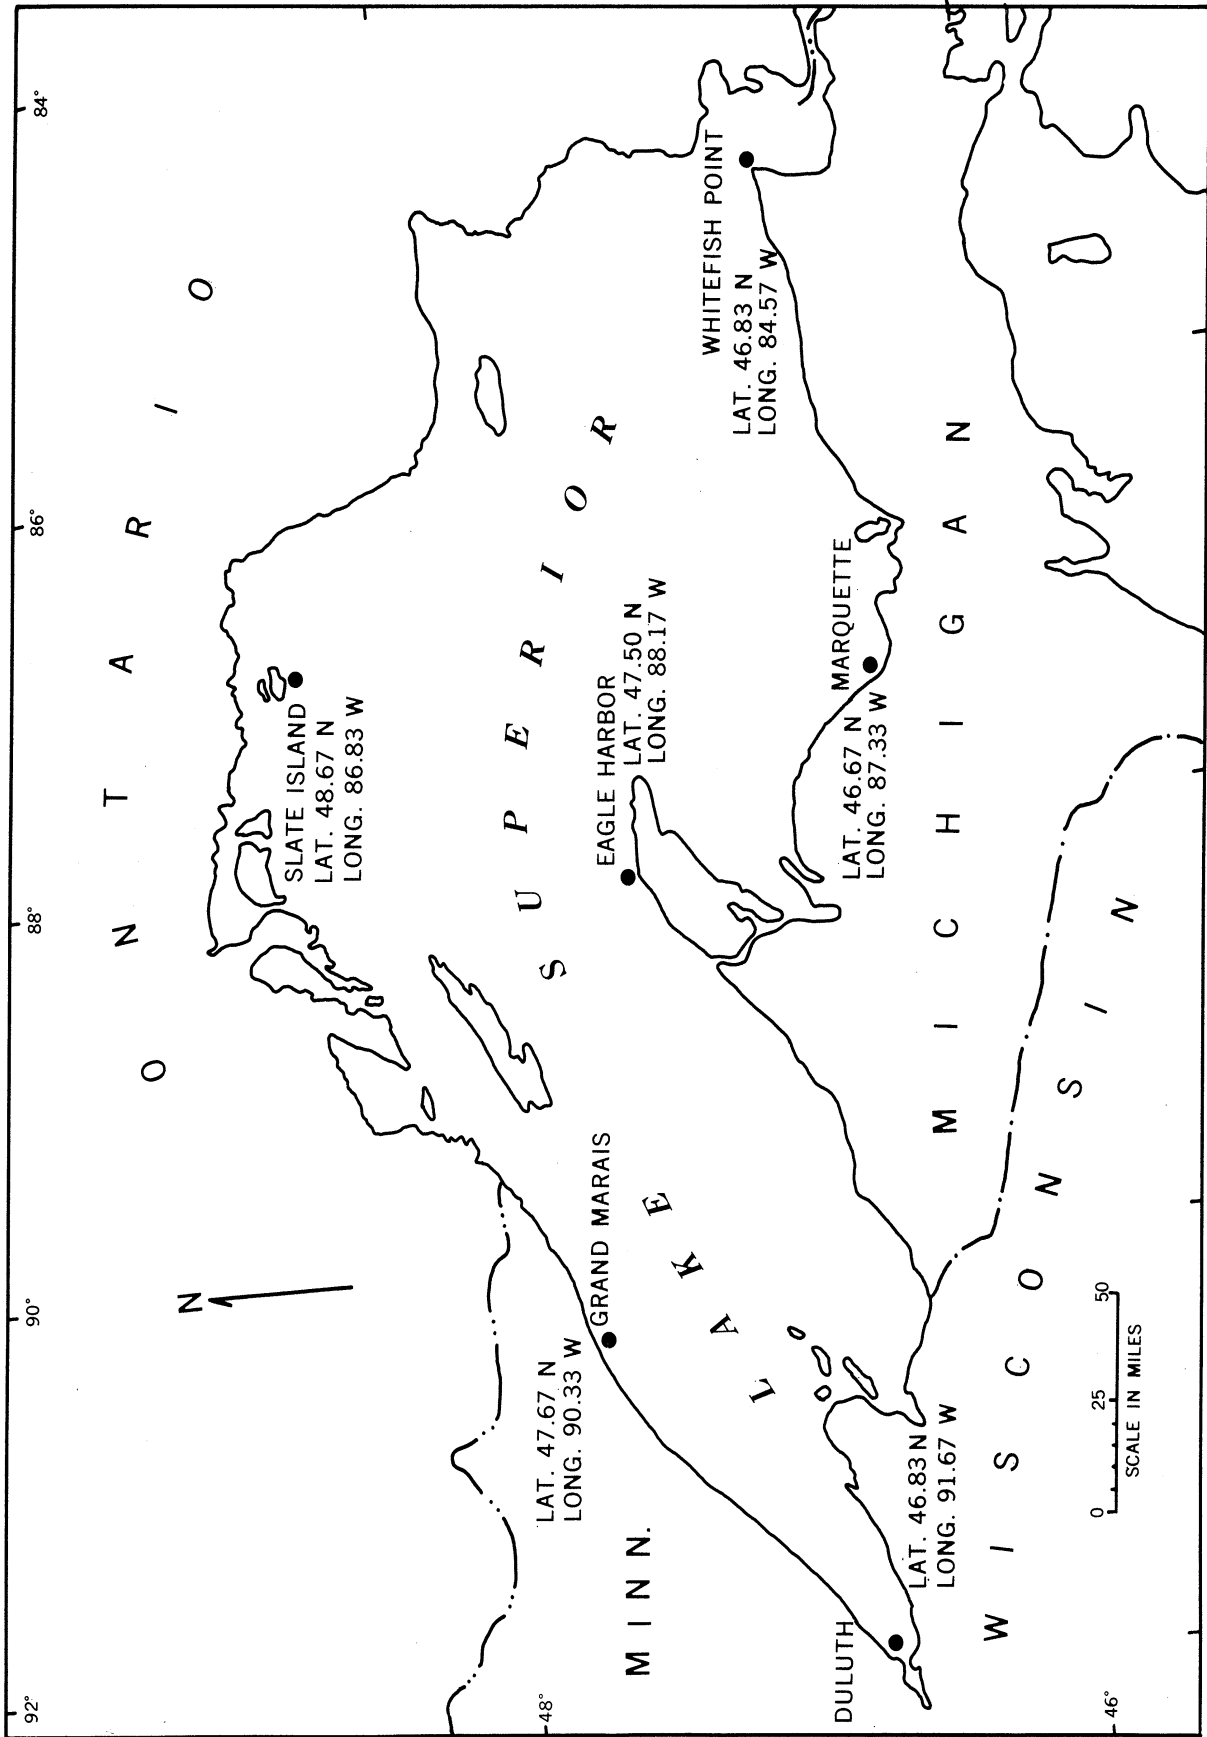 92°
90°
88°
86°
84°
O N T A R I O
N
SLATE ISLAND
LAT. 48.67 N
LONG. 86.83 W
48°
LAT. 47.67 N
LONG. 90.33 W
GRAND MARAIS
MINN.
LAKE SUPERIOR
EAGLE HARBOR
LAT. 47.50 N
LONG. 88.17 W
WHITEFISH POINT
LAT. 46.83 N
LONG. 84.57 W
DULUTH
LAT. 46.83 N
LONG. 91.67 W
MARQUETTE
LAT. 46.67 N
LONG. 87.33 W
M I C H I G A N
W I S C O N S I N
46°
0 25 50
SCALE IN MILES